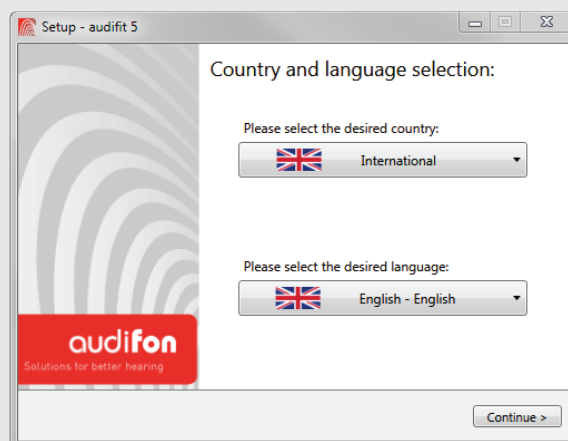 Setup - audifit 5
Country and language selection:
Please select the desired country:
International
Please select the desired language:
English - English
audifon
Solutions for better hearing
Continue >